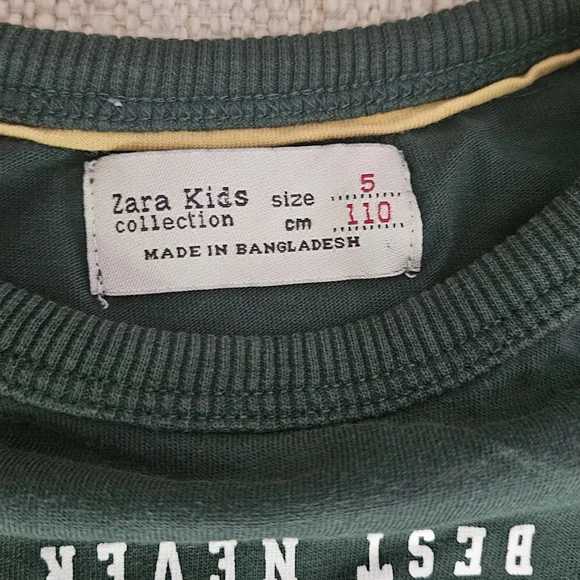 Zara Kids
collection
size 5
cm 110
MADE IN BANGLADESH
BEST NEVER